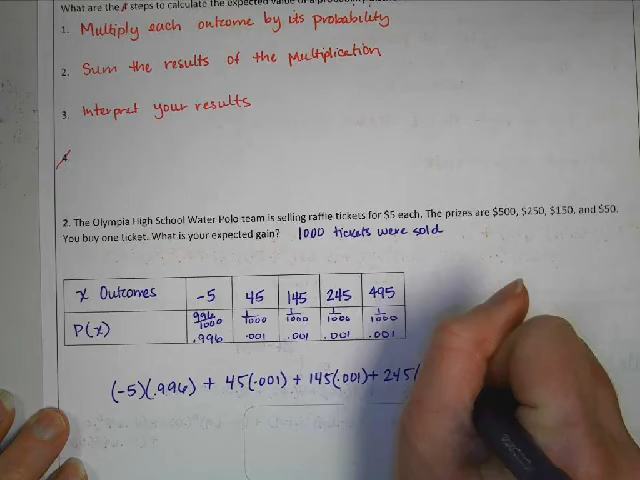 What are the steps to calculate the expected value of a
1. Multiply each outcome by its probability
2. Sum the results of the multiplication
3. Interpret your results
4.
2. The Olympia High School Water Polo team is selling raffle tickets for $5 each. The prizes are $500, $250, $150, and $50.
You buy one ticket. What is your expected gain? 1000 tickets were sold
x Outcomes -5 45 145 245 495
P(x) 996/1000 1/1000 1/1000 1/1000 1/1000
.996 .001 .001 .001 .001
(-5)(.996) + 45(.001) + 145(.001) + 245(